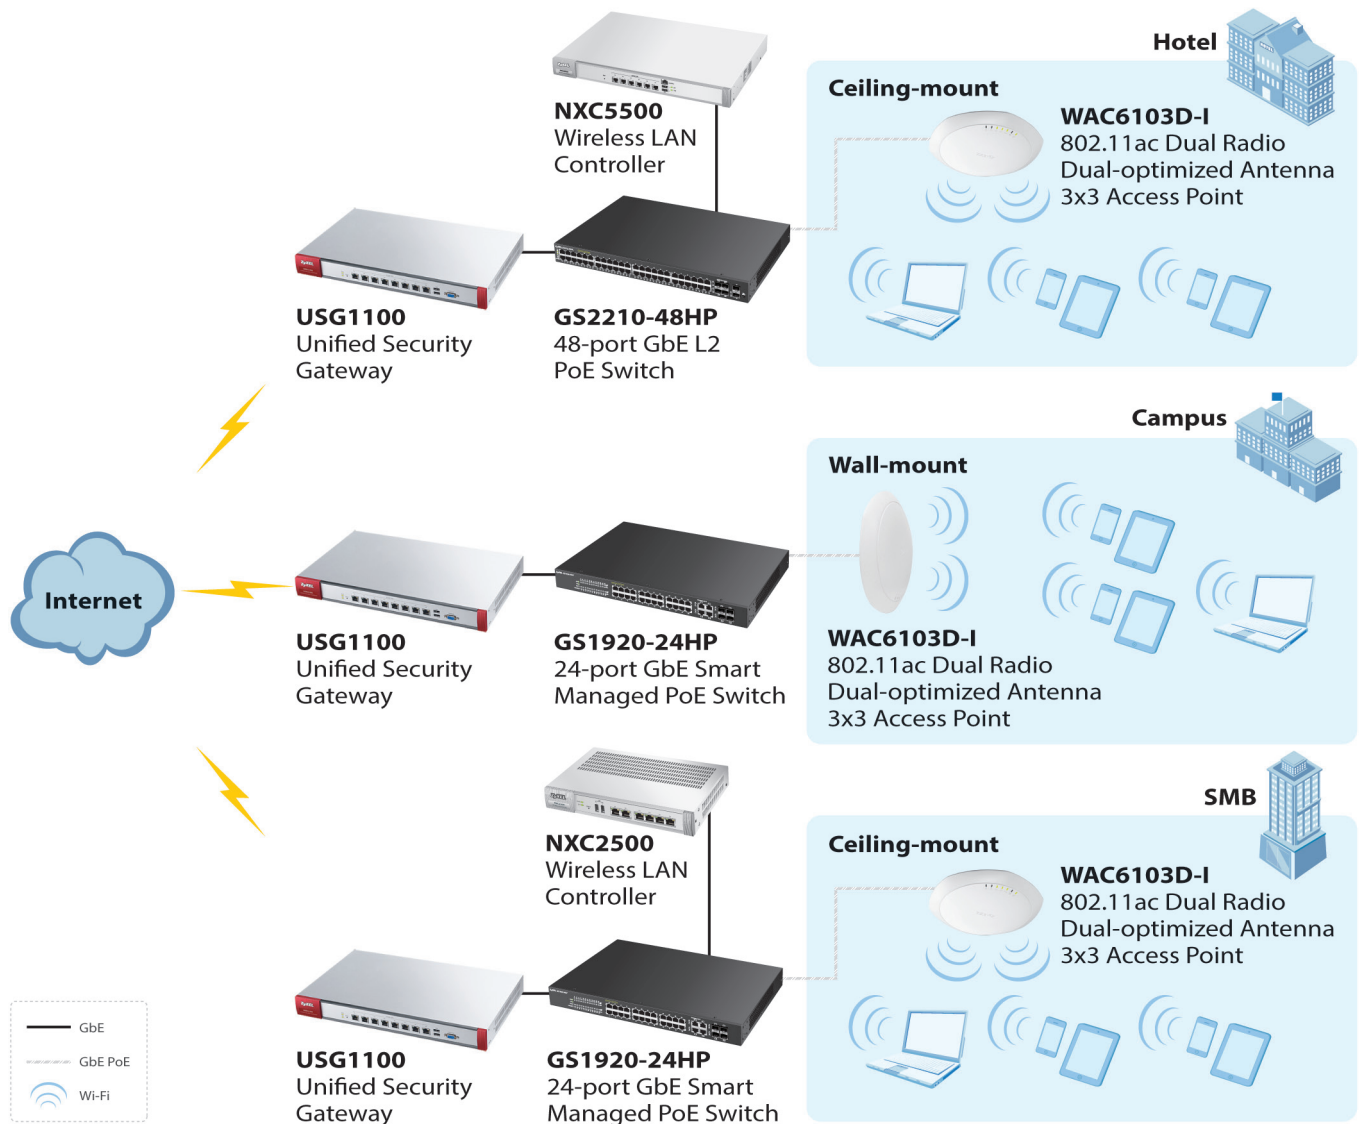 Hotel
NXC5500
Wireless LAN
Controller
Ceiling-mount
WAC6103D-I
802.11ac Dual Radio
Dual-optimized Antenna
3x3 Access Point
USG1100
Unified Security
Gateway
GS2210-48HP
48-port GbE L2
PoE Switch
Campus
Wall-mount
Internet
USG1100
Unified Security
Gateway
GS1920-24HP
24-port GbE Smart
Managed PoE Switch
WAC6103D-I
802.11ac Dual Radio
Dual-optimized Antenna
3x3 Access Point
SMB
NXC2500
Wireless LAN
Controller
Ceiling-mount
WAC6103D-I
802.11ac Dual Radio
Dual-optimized Antenna
3x3 Access Point
USG1100
Unified Security
Gateway
GS1920-24HP
24-port GbE Smart
Managed PoE Switch
GbE
GbE PoE
Wi-Fi